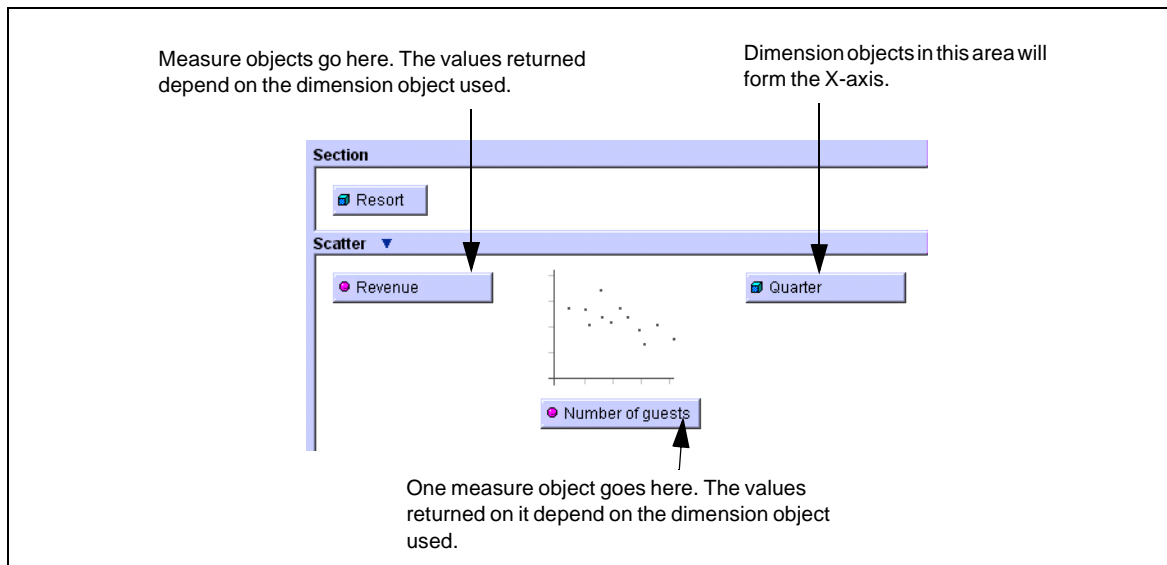 Measure objects go here. The values returned
depend on the dimension object used.
Dimension objects in this area will
form the X-axis.
Section
Resort
Scatter
Revenue
Quarter
Number of guests
One measure object goes here. The values
returned on it depend on the dimension object
used.